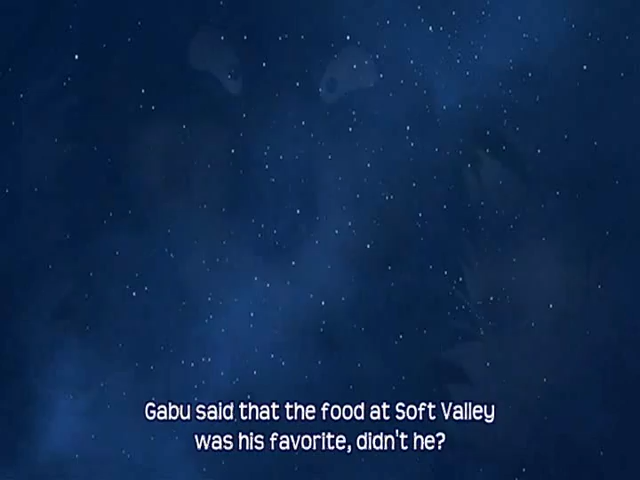 Gabu said that the food at Soft Valley
was his favorite, didn't he?